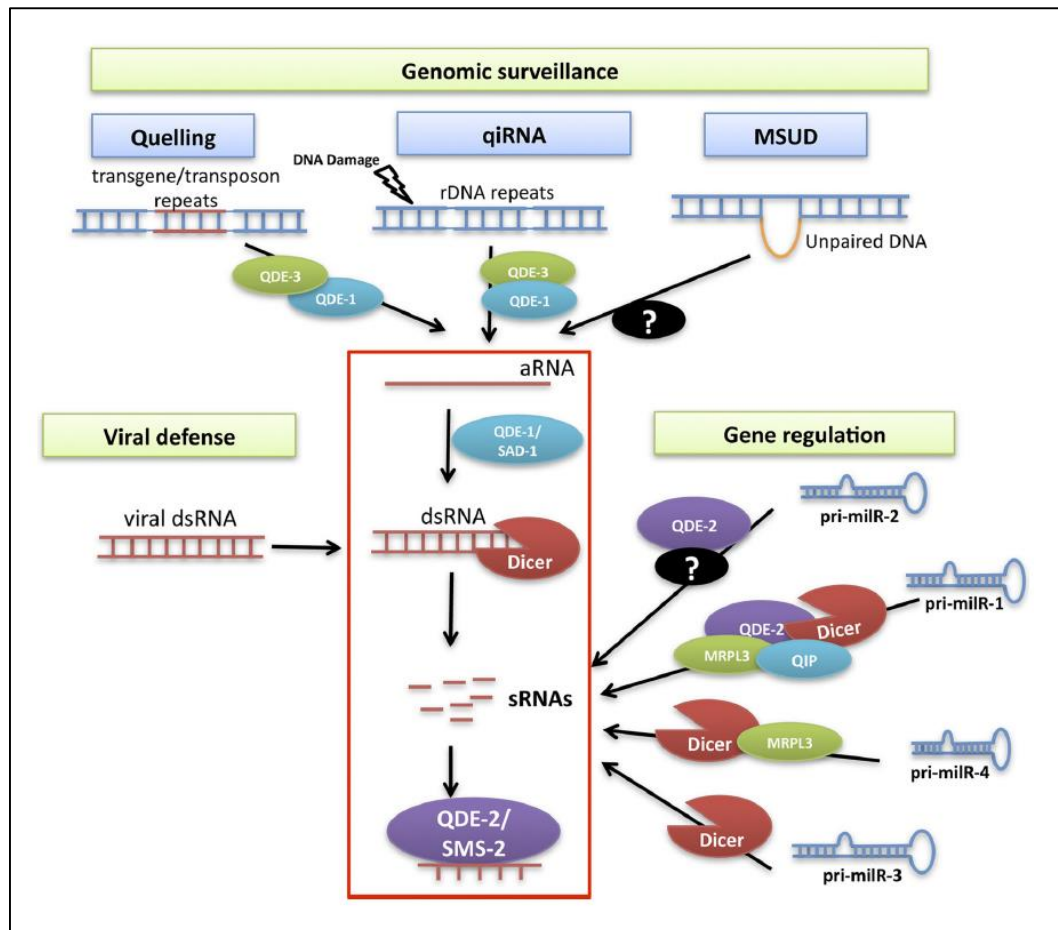 Genomic surveillance
Quelling
qiRNA
MSUD
transgene/transposon
repeats
DNA Damage
rDNA repeats
Unpaired DNA
QDE-3
QDE-1
QDE-3
QDE-1
?
aRNA
QDE-1/
SAD-1
Viral defense
Gene regulation
viral dsRNA
dsRNA
Dicer
QDE-2
?
pri-milR-2
QDE-2
Dicer
MRPL3
QIP
pri-milR-1
sRNAs
Dicer
MRPL3
pri-milR-4
QDE-2/
SMS-2
Dicer
pri-milR-3